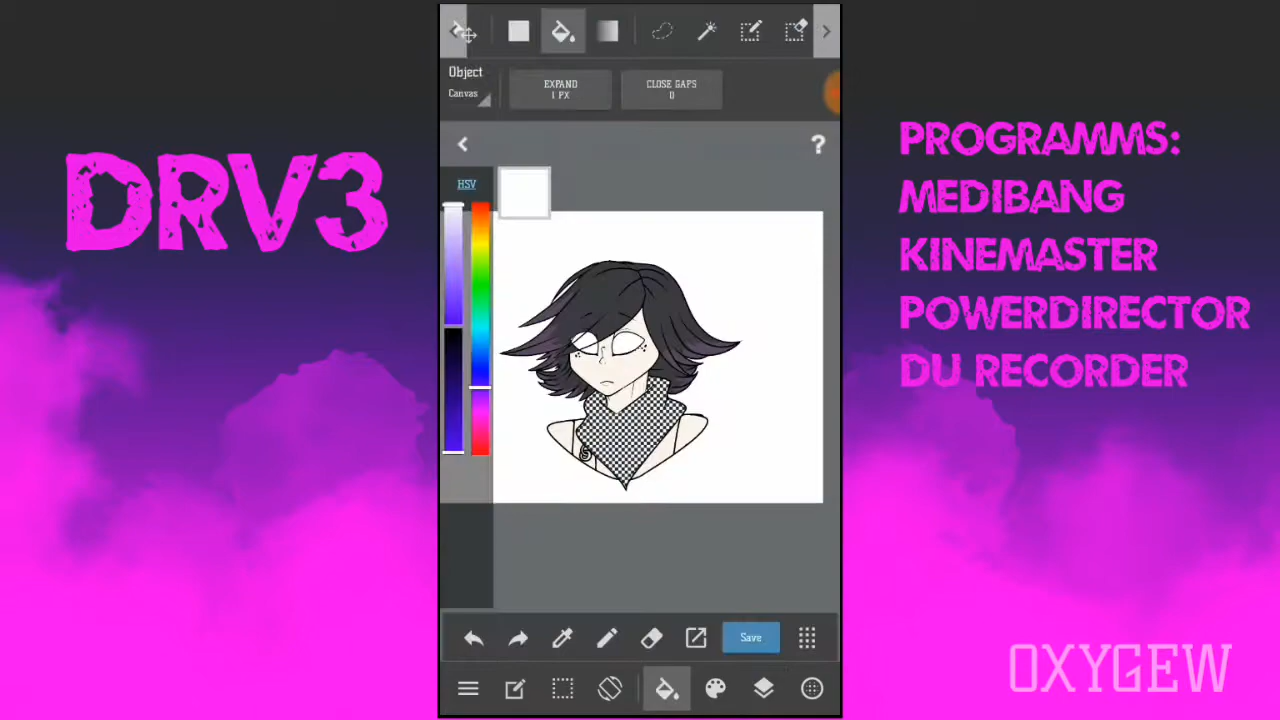 DRV3
Object
Canvas
EXPAND
1 PX
CLOSE GAPS
0
?
HSV
Save
PROGRAMMS:
MEDIBANG
KINEMASTER
POWERDIRECTOR
DU RECORDER
OXYGEW